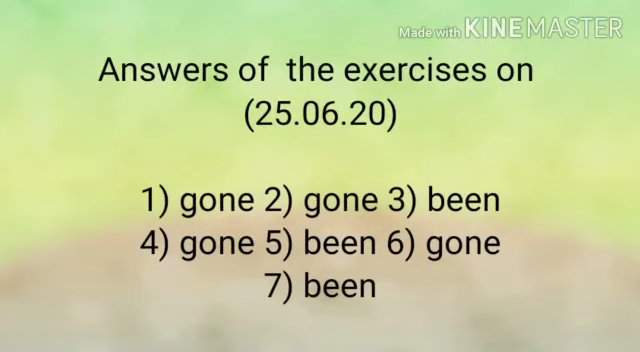 Made with KINEMASTER
Answers of the exercises on
(25.06.20)
1) gone 2) gone 3) been
4) gone 5) been 6) gone
7) been